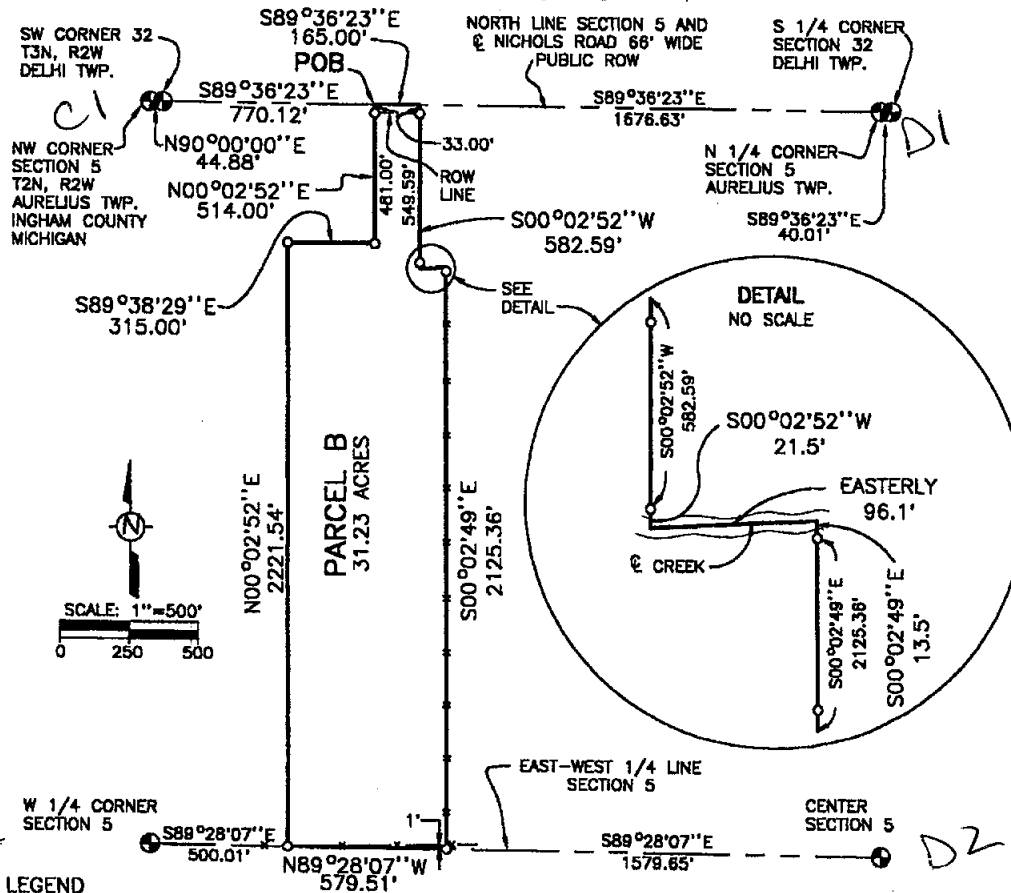 SW CORNER 32
T3N, R2W
DELHI TWP.
C1
NW CORNER
SECTION 5
T2N, R2W
AURELIUS TWP.
INGHAM COUNTY
MICHIGAN
S89°36'23''E
770.12'
N90°00'00''E
44.88'
S89°36'23''E
165.00'
POB
NORTH LINE SECTION 5 AND
℄ NICHOLS ROAD 66' WIDE
PUBLIC ROW
S 1/4 CORNER
SECTION 32
DELHI TWP.
S89°36'23''E
1676.63'
D1
N 1/4 CORNER
SECTION 5
AURELIUS TWP.
S89°36'23''E
40.01'
N00°02'52''E
514.00'
33.00'
ROW
LINE
481.00'
549.59'
S00°02'52''W
582.59'
S89°38'29''E
315.00'
SEE
DETAIL
DETAIL
NO SCALE
S00°02'52''W
582.59'
S00°02'52''W
21.5'
EASTERLY
96.1'
℄ CREEK
S00°02'49''E
2125.36'
S00°02'49''E
13.5'
N
SCALE: 1"=500'
0 250 500
N00°02'52''E
2221.54'
PARCEL B
31.23 ACRES
S00°02'49''E
2125.36'
W 1/4 CORNER
SECTION 5
S89°28'07''E
500.01'
1'
N89°28'07''W
579.51'
EAST-WEST 1/4 LINE
SECTION 5
S89°28'07''E
1579.65'
CENTER
SECTION 5
D2
LEGEND